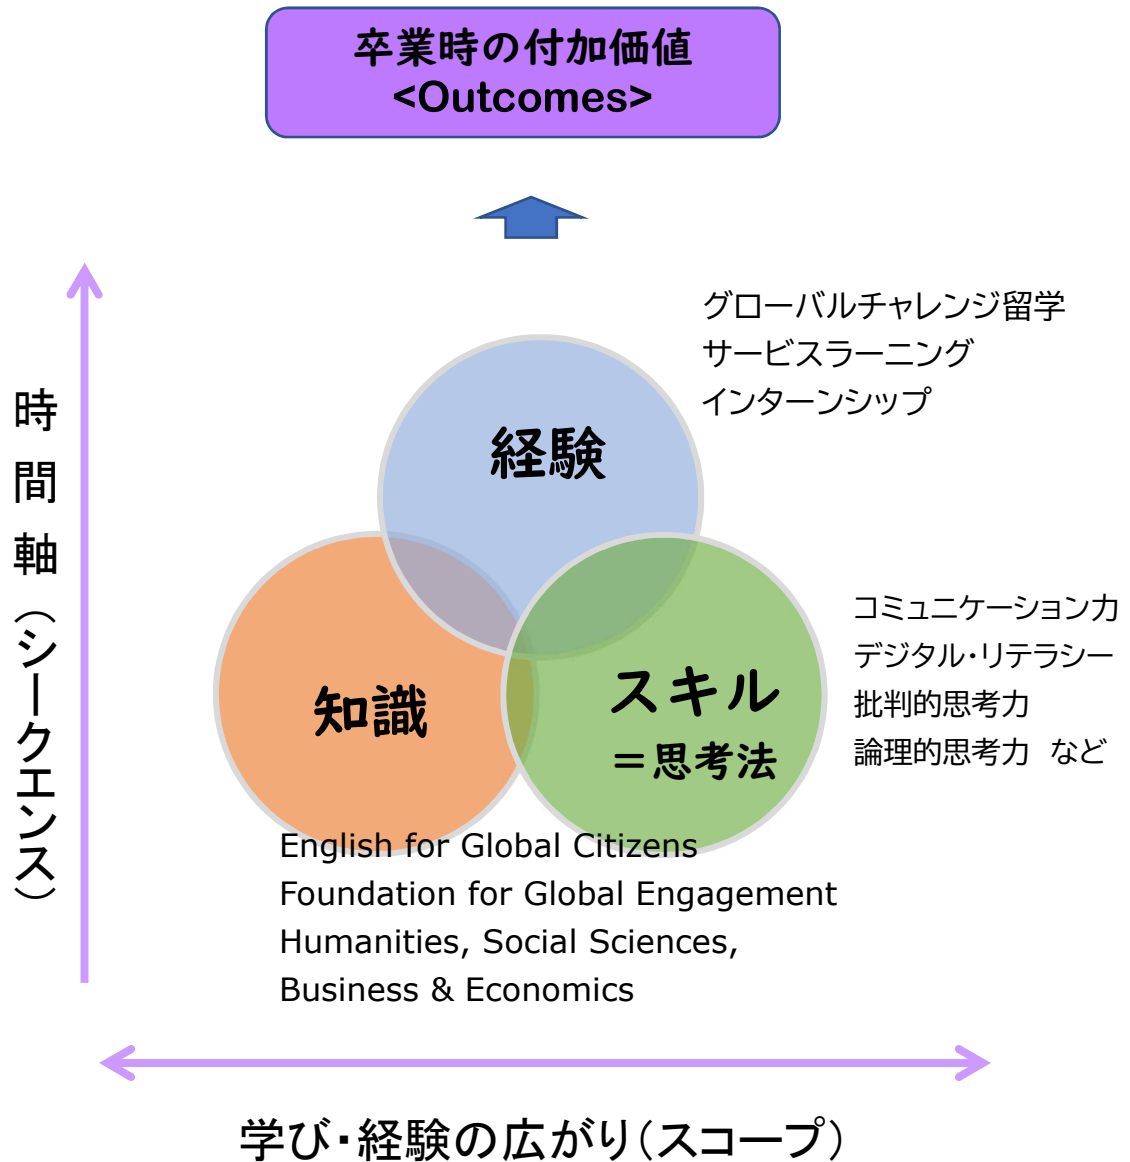 卒業時の付加価値
<Outcomes>
グローバルチャレンジ留学
サービスラーニング
インターンシップ
経験
時間軸（シークエンス）
知識
スキル
＝思考法
コミュニケーション力
デジタル・リテラシー
批判的思考力
論理的思考力　など
English for Global Citizens
Foundation for Global Engagement
Humanities, Social Sciences,
Business & Economics
学び・経験の広がり（スコープ）